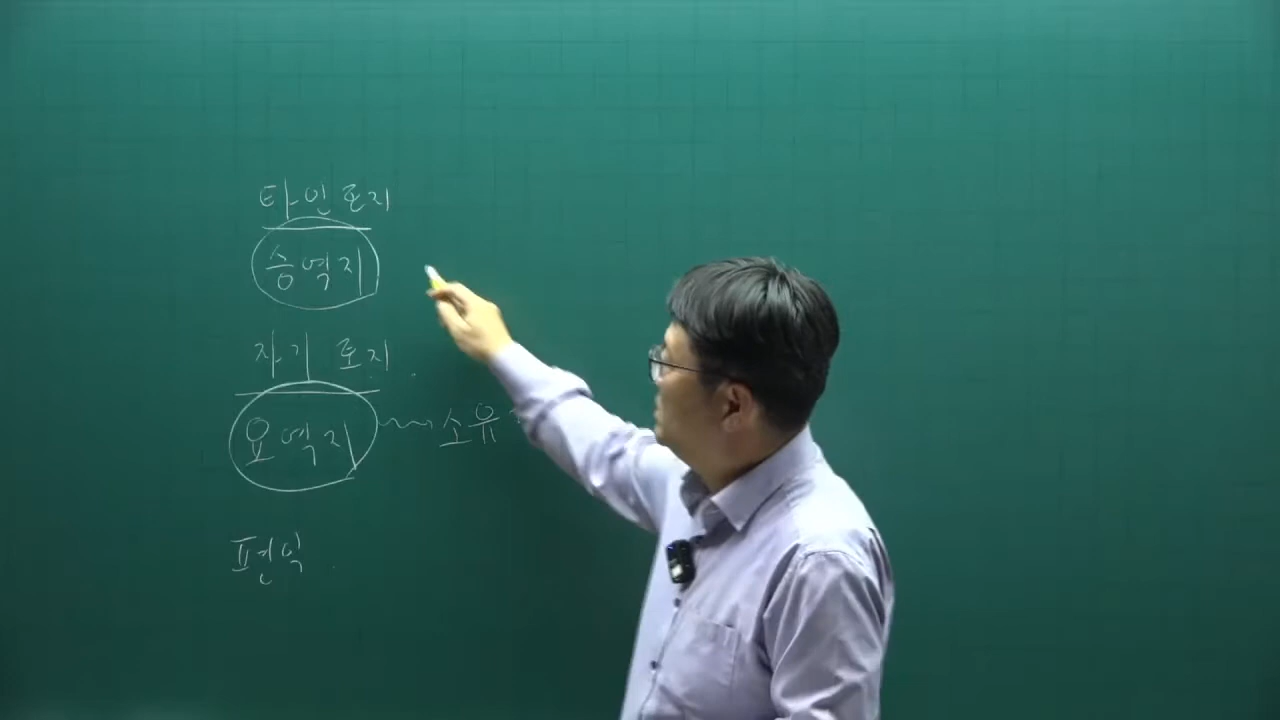 타인 토지
승역지
자기 토지
요역지 소유
편익